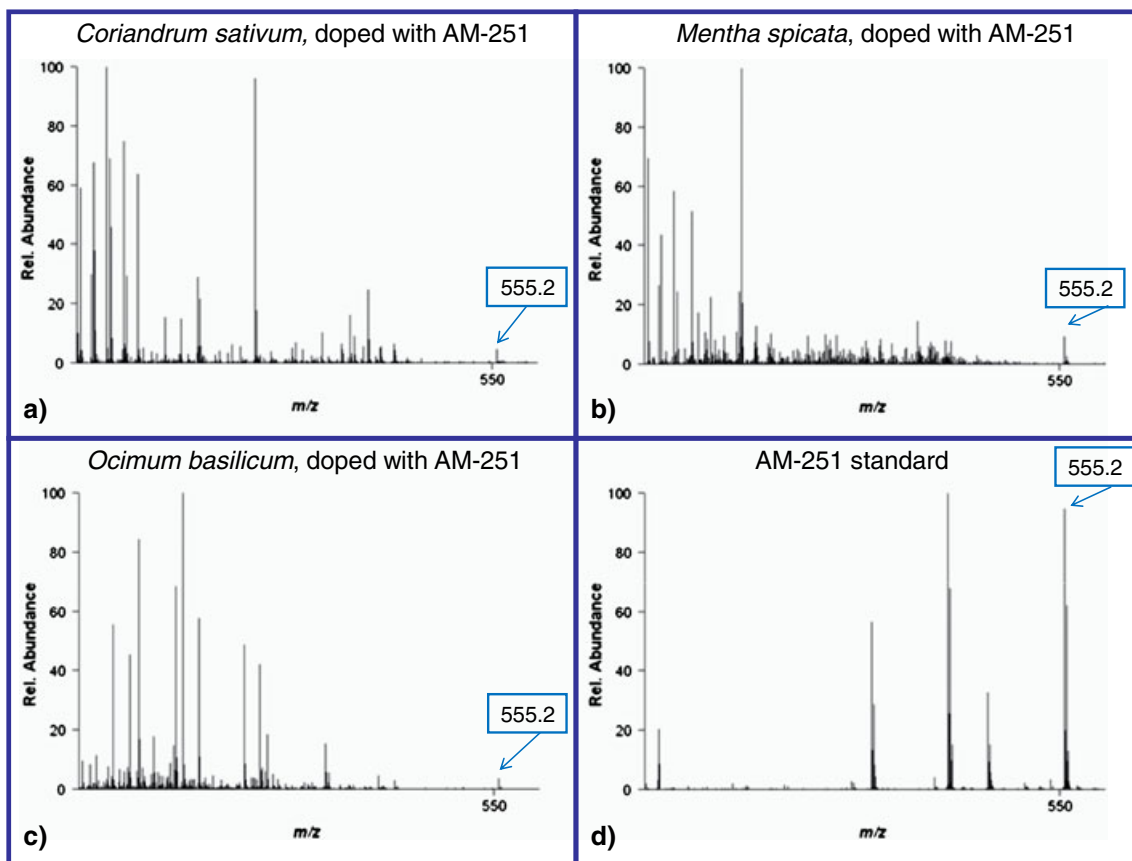 Coriandrum sativum, doped with AM-251
100
80
60
40
20
0
Rel. Abundance
555.2
550
m/z
a)
Mentha spicata, doped with AM-251
100
80
60
40
20
0
Rel. Abundance
555.2
550
m/z
b)
Ocimum basilicum, doped with AM-251
100
80
60
40
20
0
Rel. Abundance
555.2
550
m/z
c)
AM-251 standard
100
80
60
40
20
0
Rel. Abundance
555.2
550
m/z
d)